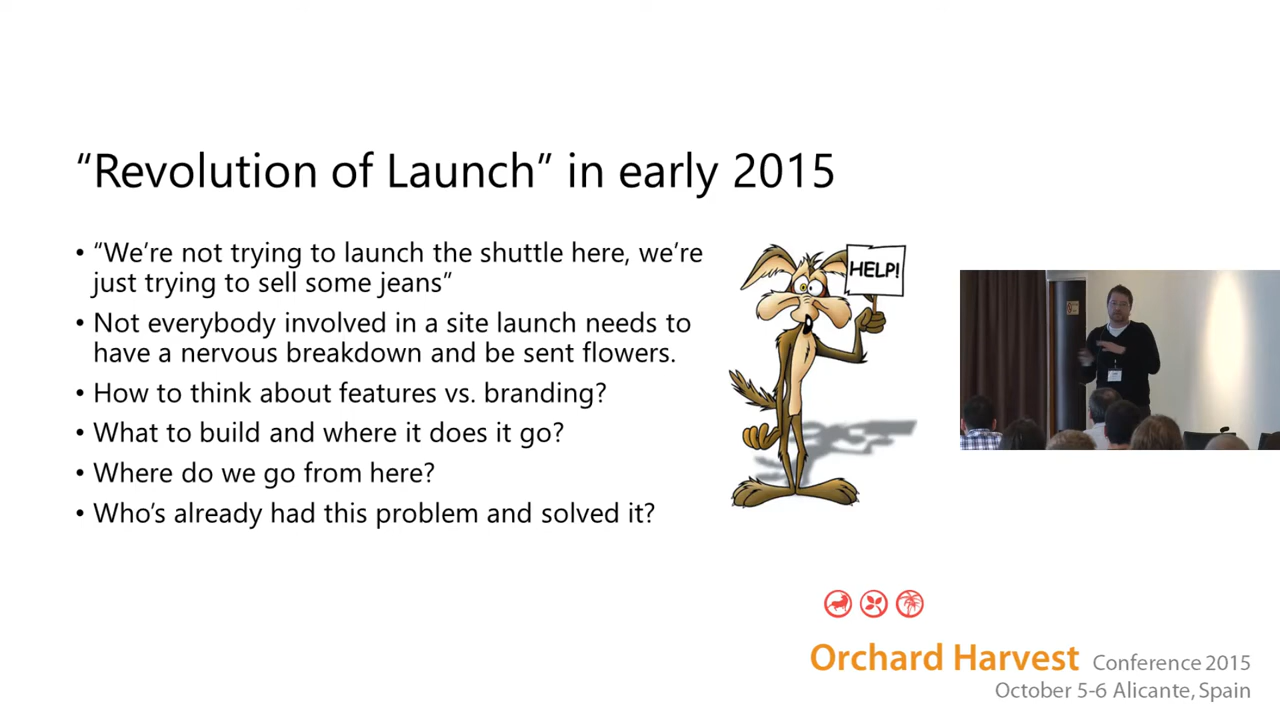 “Revolution of Launch” in early 2015
• “We’re not trying to launch the shuttle here, we’re
just trying to sell some jeans”
• Not everybody involved in a site launch needs to
have a nervous breakdown and be sent flowers.
• How to think about features vs. branding?
• What to build and where it does it go?
• Where do we go from here?
• Who’s already had this problem and solved it?
HELP!
Orchard Harvest Conference 2015
October 5-6 Alicante, Spain